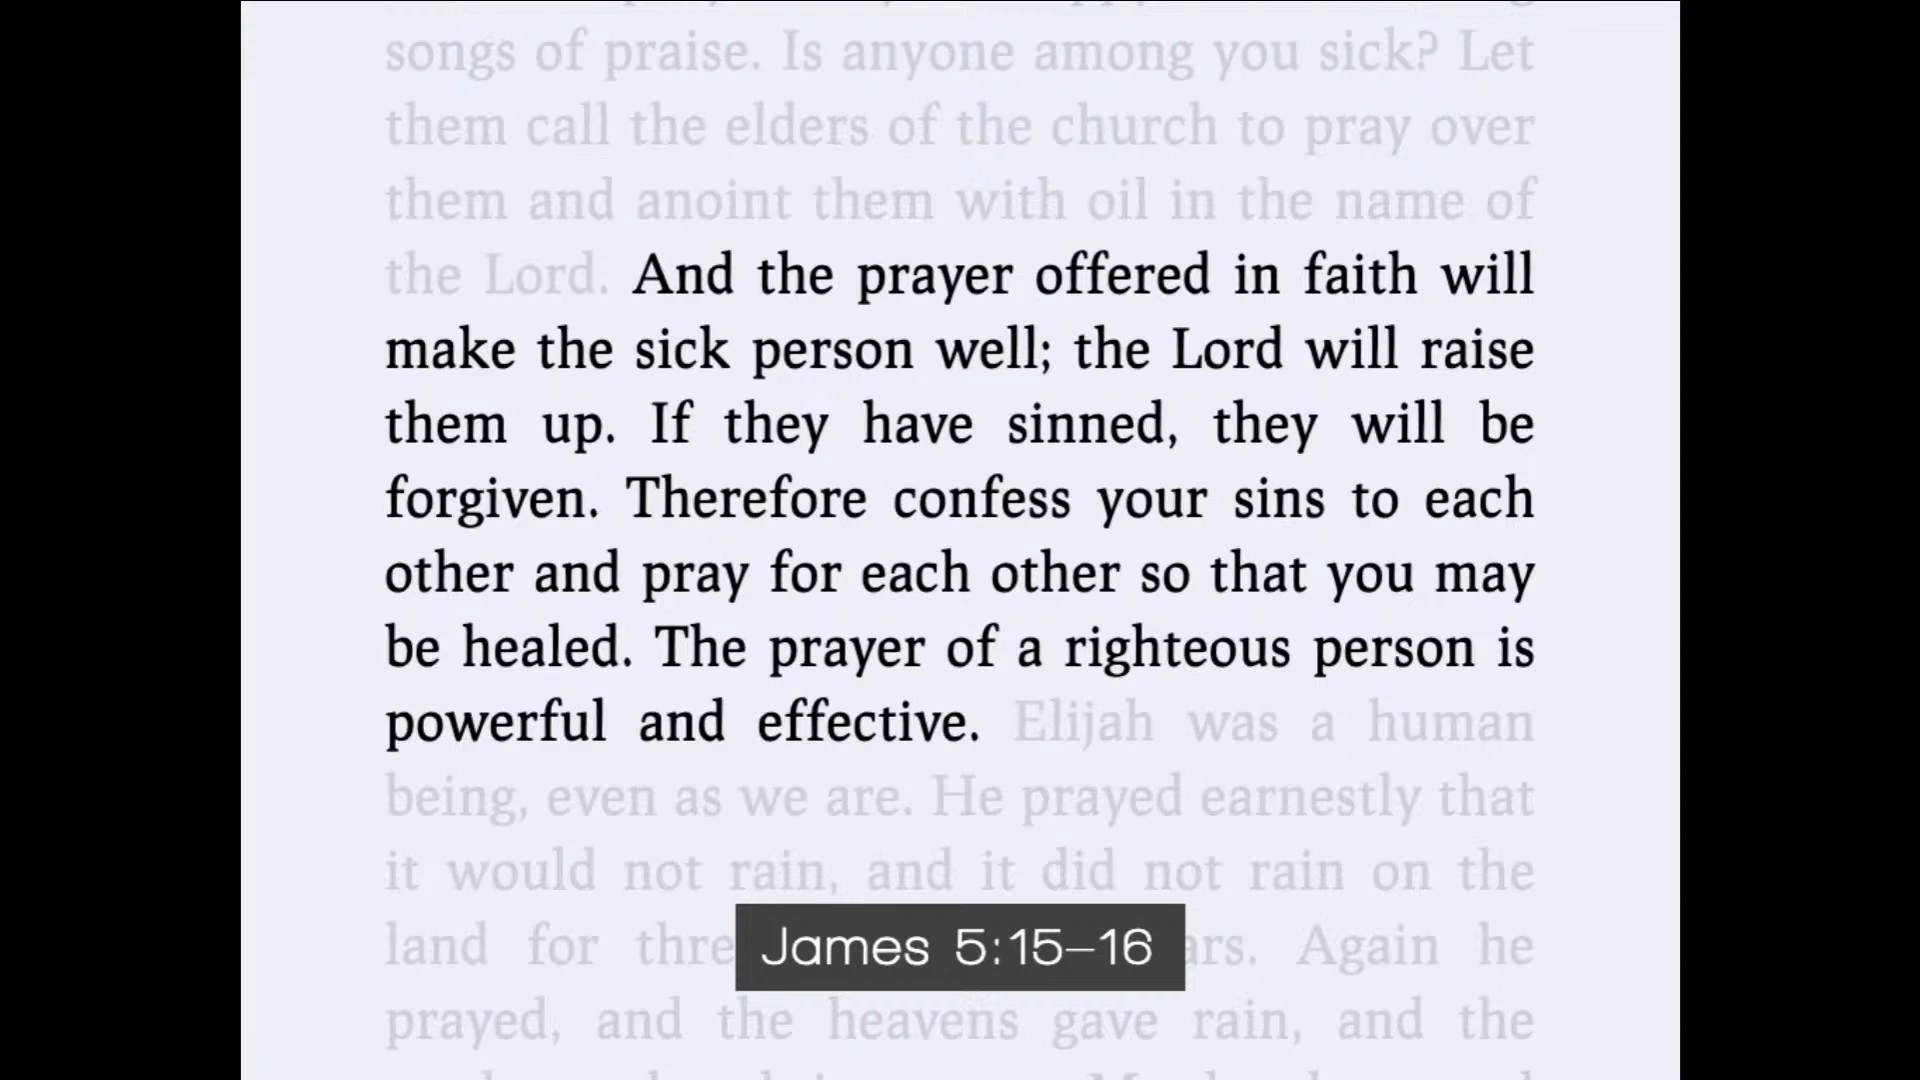 songs of praise. Is anyone among you sick? Let
them call the elders of the church to pray over
them and anoint them with oil in the name of
the Lord. And the prayer offered in faith will
make the sick person well; the Lord will raise
them up. If they have sinned, they will be
forgiven. Therefore confess your sins to each
other and pray for each other so that you may
be healed. The prayer of a righteous person is
powerful and effective. Elijah was a human
being, even as we are. He prayed earnestly that
it would not rain, and it did not rain on the
land for Again he
James 5:15–16
prayed, and the heavens gave rain, and the